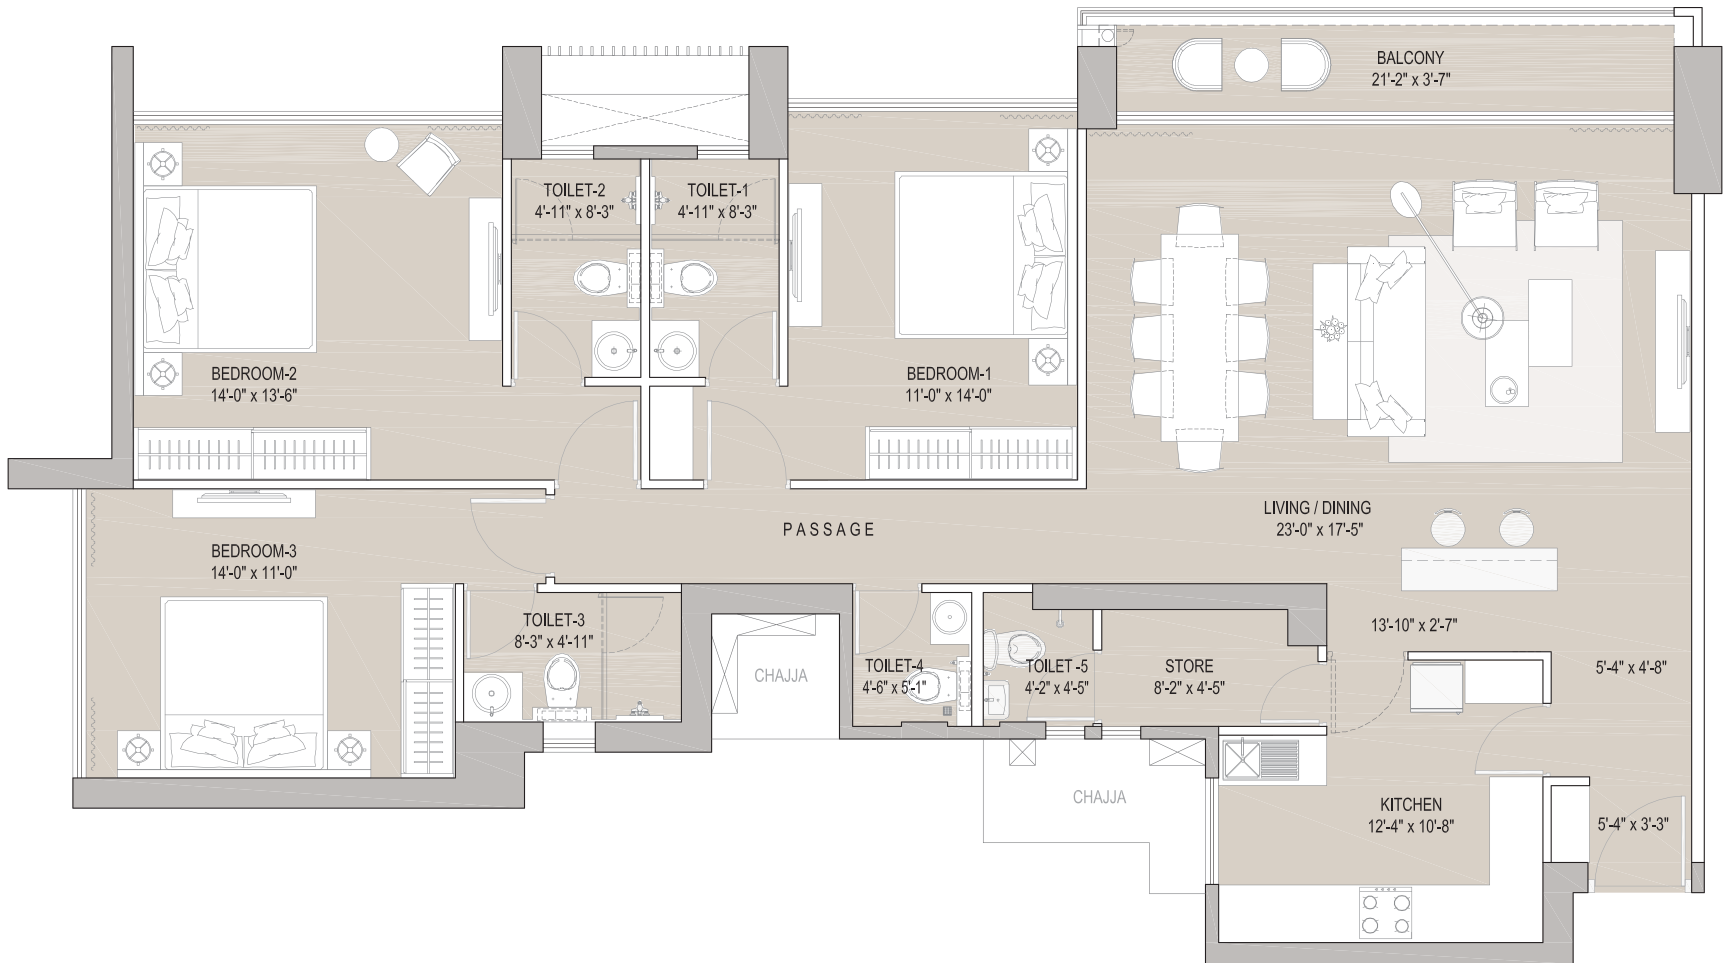 BALCONY
21'-2" x 3'-7"
TOILET-2
4'-11" x 8'-3"
TOILET-1
4'-11" x 8'-3"
BEDROOM-2
14'-0" x 13'-6"
BEDROOM-1
11'-0" x 14'-0"
LIVING / DINING
23'-0" x 17'-5"
PASSAGE
BEDROOM-3
14'-0" x 11'-0"
TOILET-3
8'-3" x 4'-11"
13'-10" x 2'-7"
CHAJJA
TOILET-4
4'-6" x 5'-1"
TOILET -5
4'-2" x 4'-5"
STORE
8'-2" x 4'-5"
5'-4" x 4'-8"
CHAJJA
KITCHEN
12'-4" x 10'-8"
5'-4" x 3'-3"